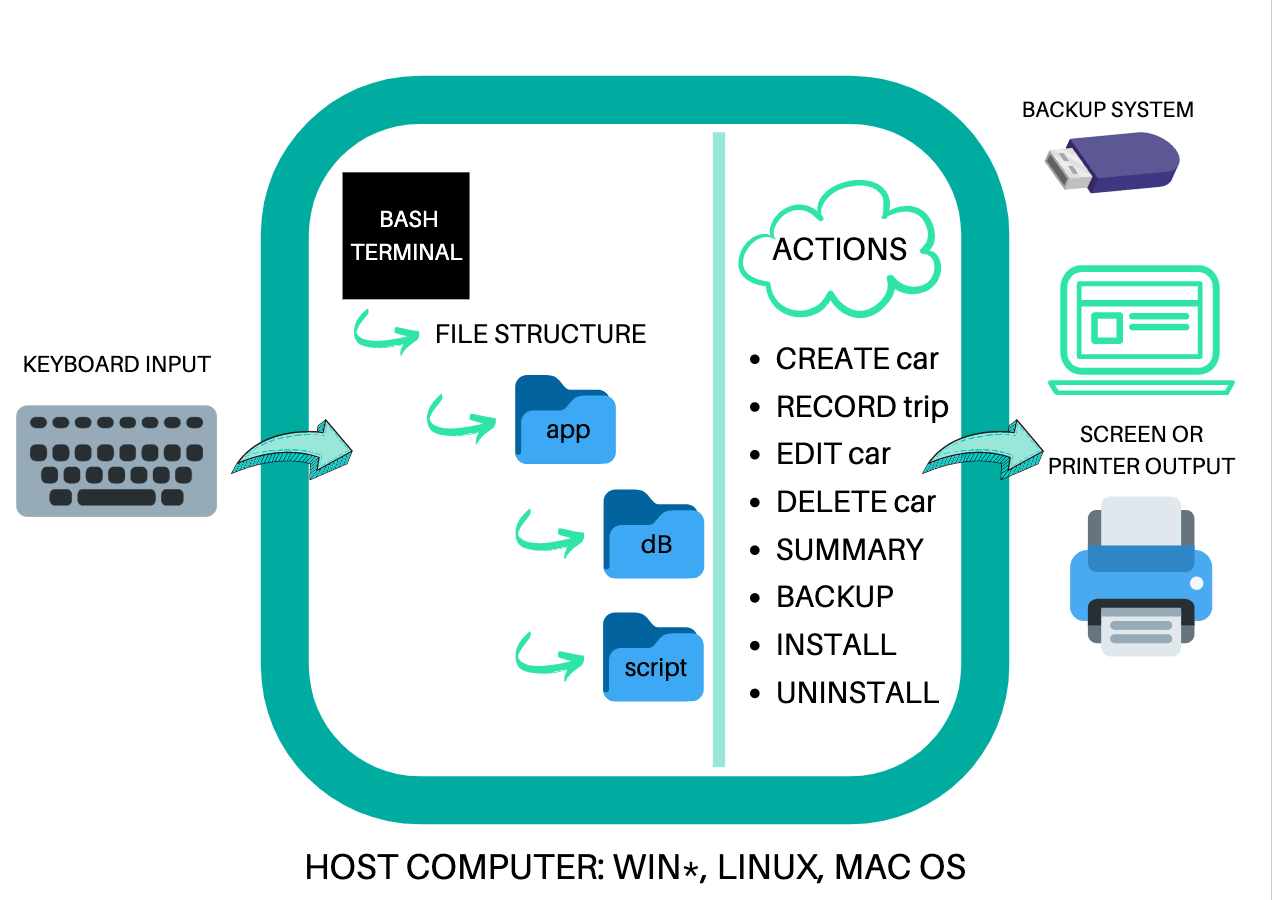 BACKUP SYSTEM
BASH
TERMINAL
ACTIONS
FILE STRUCTURE
KEYBOARD INPUT
app
dB
script
• CREATE car
• RECORD trip
• EDIT car
• DELETE car
• SUMMARY
• BACKUP
• INSTALL
• UNINSTALL
SCREEN OR
PRINTER OUTPUT
HOST COMPUTER: WIN*, LINUX, MAC OS